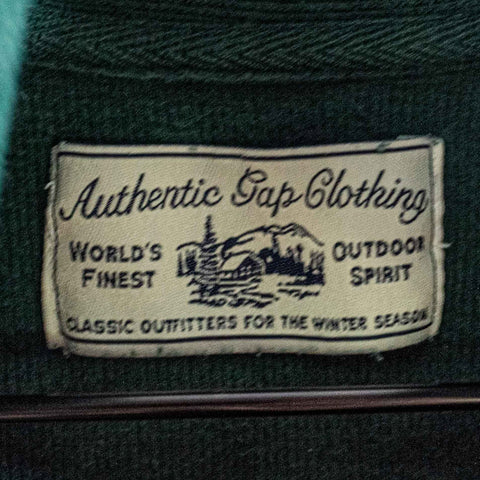 Authentic Gap Clothing
WORLD'S FINEST
OUTDOOR SPIRIT
CLASSIC OUTFITTERS FOR THE WINTER SEASON